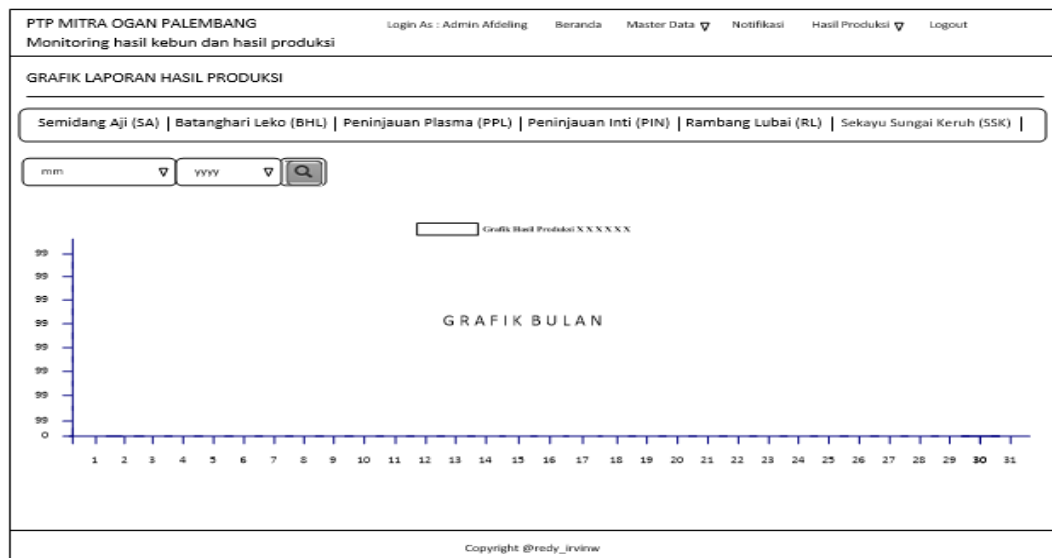 PTP MITRA OGAN PALEMBANG
Monitoring hasil kebun dan hasil produksi
Login As : Admin Afdeling Beranda Master Data Notifikasi Hasil Produksi Logout
GRAFIK LAPORAN HASIL PRODUKSI
Semidang Aji (SA) | Batanghari Leko (BHL) | Peninjauan Plasma (PPL) | Peninjauan Inti (PIN) | Rambang Lubai (RL) | Sekayu Sungai Keruh (SSK) |
mm yyyy
Grafik Hasil Produksi X X X X X X
99
99
99
99
99
99
99
99
0
G R A F I K B U L A N
1 2 3 4 5 6 7 8 9 10 11 12 13 14 15 16 17 18 19 20 21 22 23 24 25 26 27 28 29 30 31
Copyright @redy_irvinw